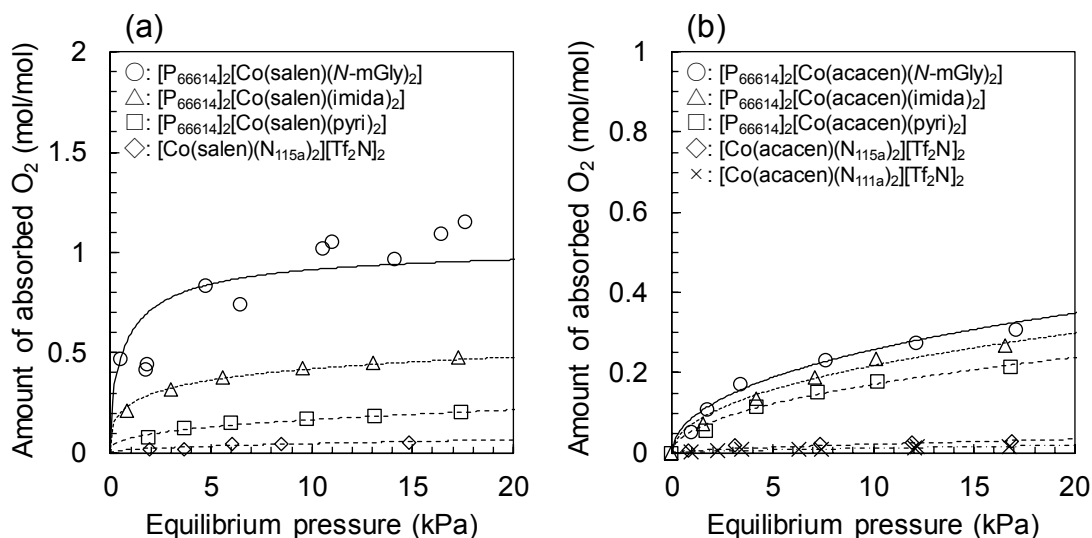 (a)
Amount of absorbed O₂ (mol/mol)
2
1.5
1
0.5
0
○: [P₆₆₆₁₄]₂[Co(salen)(N-mGly)₂]
△: [P₆₆₆₁₄]₂[Co(salen)(imida)₂]
□: [P₆₆₆₁₄]₂[Co(salen)(pyri)₂]
◇: [Co(salen)(N₁₁₅ₐ)₂][Tf₂N]₂
0 5 10 15 20
Equilibrium pressure (kPa)
(b)
Amount of absorbed O₂ (mol/mol)
1
0.8
0.6
0.4
0.2
0
○: [P₆₆₆₁₄]₂[Co(acacen)(N-mGly)₂]
△: [P₆₆₆₁₄]₂[Co(acacen)(imida)₂]
□: [P₆₆₆₁₄]₂[Co(acacen)(pyri)₂]
◇: [Co(acacen)(N₁₁₅ₐ)₂][Tf₂N]₂
×: [Co(acacen)(N₁₁₁ₐ)₂][Tf₂N]₂
0 5 10 15 20
Equilibrium pressure (kPa)